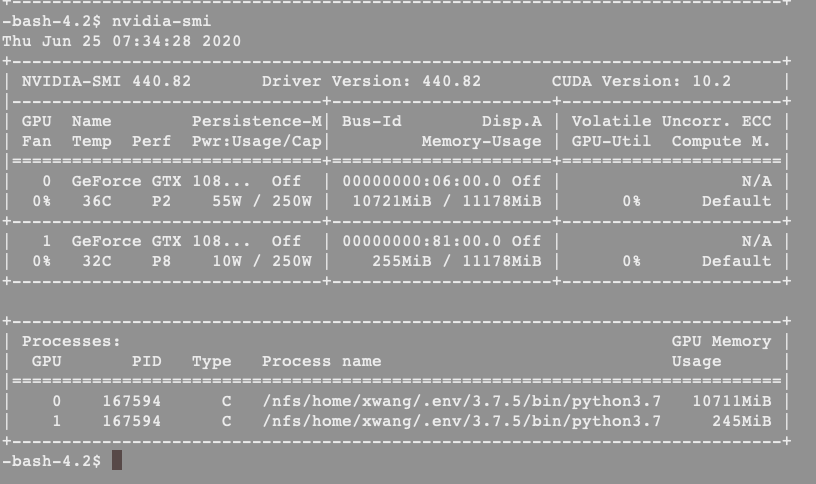 +-----------------------------------------------------------------------------+
-bash-4.2$ nvidia-smi
Thu Jun 25 07:34:28 2020
+-----------------------------------------------------------------------------+
| NVIDIA-SMI 440.82       Driver Version: 440.82       CUDA Version: 10.2     |
|-------------------------------+----------------------+----------------------+
| GPU  Name        Persistence-M| Bus-Id        Disp.A | Volatile Uncorr. ECC |
| Fan  Temp  Perf  Pwr:Usage/Cap|         Memory-Usage | GPU-Util  Compute M. |
|===============================+======================+======================|
|   0  GeForce GTX 108...  Off  | 00000000:06:00.0 Off |                  N/A |
|  0%   36C    P2    55W / 250W |  10721MiB / 11178MiB |      0%      Default |
+-------------------------------+----------------------+----------------------+
|   1  GeForce GTX 108...  Off  | 00000000:81:00.0 Off |                  N/A |
|  0%   32C    P8    10W / 250W |    255MiB / 11178MiB |      0%      Default |
+-------------------------------+----------------------+----------------------+
+-----------------------------------------------------------------------------+
| Processes:                                                       GPU Memory |
|  GPU       PID   Type   Process name                             Usage      |
|=============================================================================|
|    0    167594      C   /nfs/home/xwang/.env/3.7.5/bin/python3.7   10711MiB |
|    1    167594      C   /nfs/home/xwang/.env/3.7.5/bin/python3.7     245MiB |
+-----------------------------------------------------------------------------+
-bash-4.2$